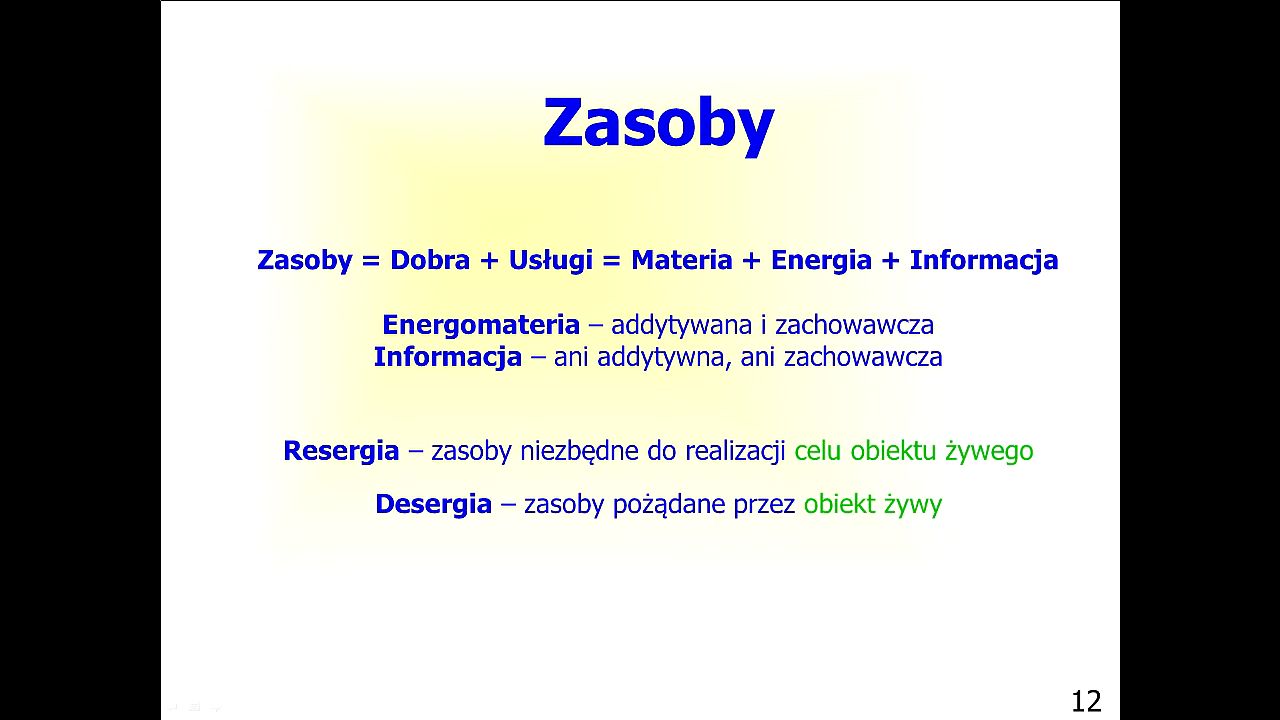 Zasoby
Zasoby = Dobra + Usługi = Materia + Energia + Informacja
Energomateria – addytywana i zachowawcza
Informacja – ani addytywna, ani zachowawcza
Resergia – zasoby niezbędne do realizacji celu obiektu żywego
Desergia – zasoby pożądane przez obiekt żywy
12